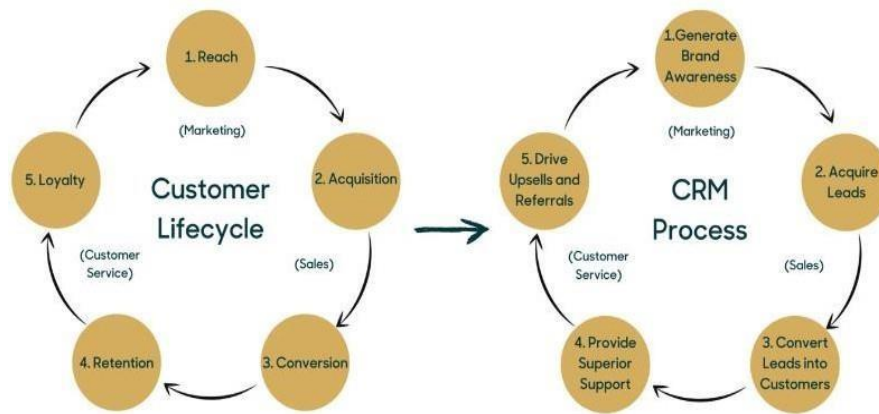 1. Reach
(Marketing)
5. Loyalty
Customer
Lifecycle
2. Acquisition
(Customer
Service)
(Sales)
4. Retention
3. Conversion
1.Generate
Brand
Awareness
(Marketing)
5. Drive
Upsells and
Referrals
CRM
Process
2. Acquire
Leads
(Customer
Service)
(Sales)
4. Provide
Superior
Support
3. Convert
Leads into
Customers